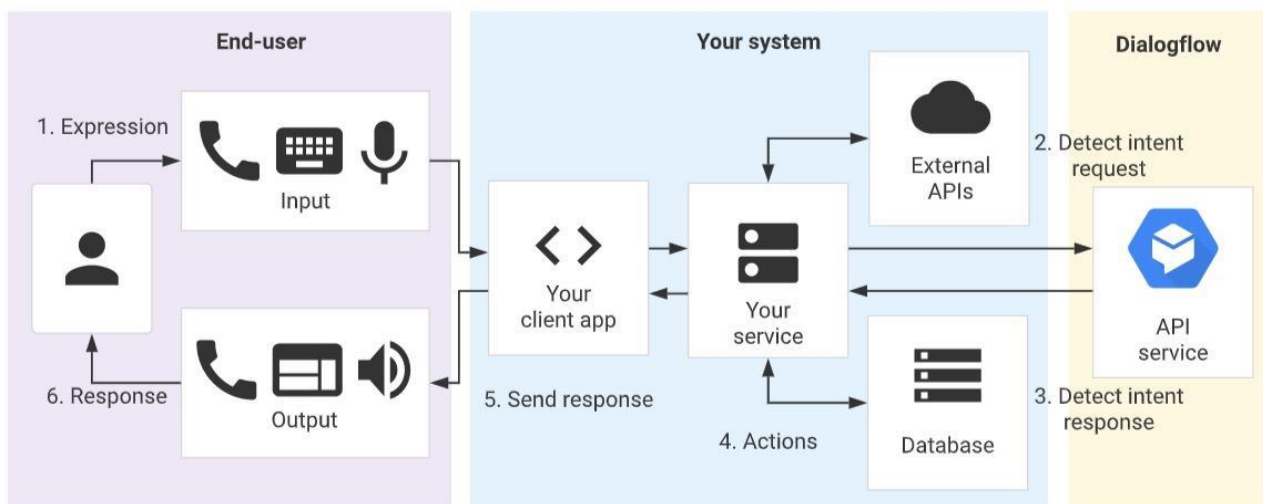 End-user
Your system
Dialogflow
1. Expression
Input
External
APIs
2. Detect intent
request
Your
client app
Your
service
API
service
6. Response
Output
5. Send response
4. Actions
Database
3. Detect intent
response